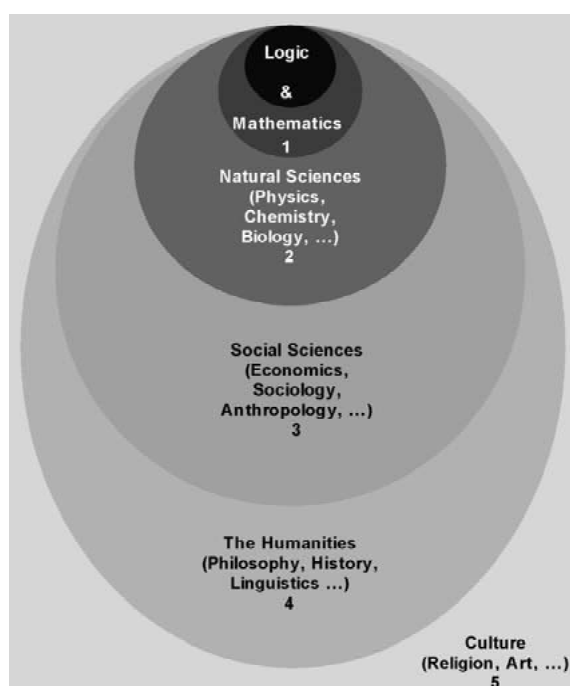 Logic
&
Mathematics
1
Natural Sciences
(Physics,
Chemistry,
Biology, ...)
2
Social Sciences
(Economics,
Sociology,
Anthropology, ...)
3
The Humanities
(Philosophy, History,
Linguistics ...)
4
Culture
(Religion, Art, ...)
5